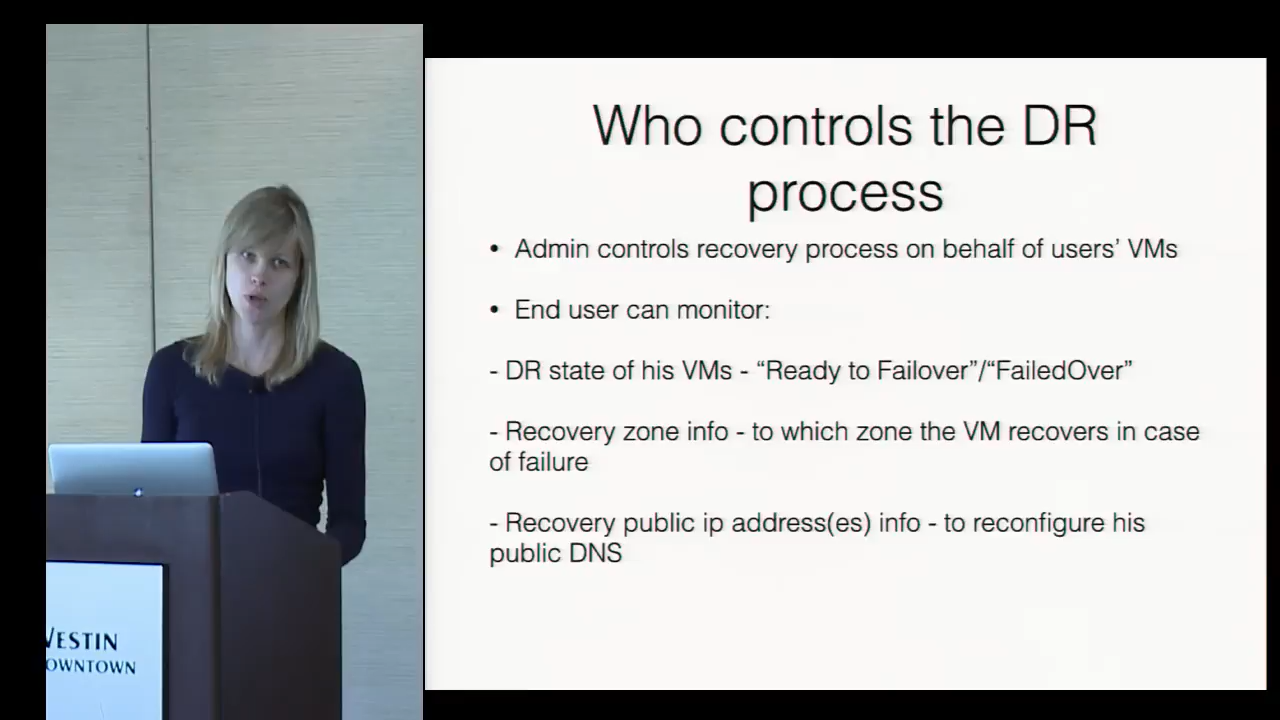 Who controls the DR
process
• Admin controls recovery process on behalf of users’ VMs
• End user can monitor:
- DR state of his VMs - “Ready to Failover”/“FailedOver”
- Recovery zone info - to which zone the VM recovers in case
of failure
- Recovery public ip address(es) info - to reconfigure his
public DNS
WESTIN
DOWNTOWN